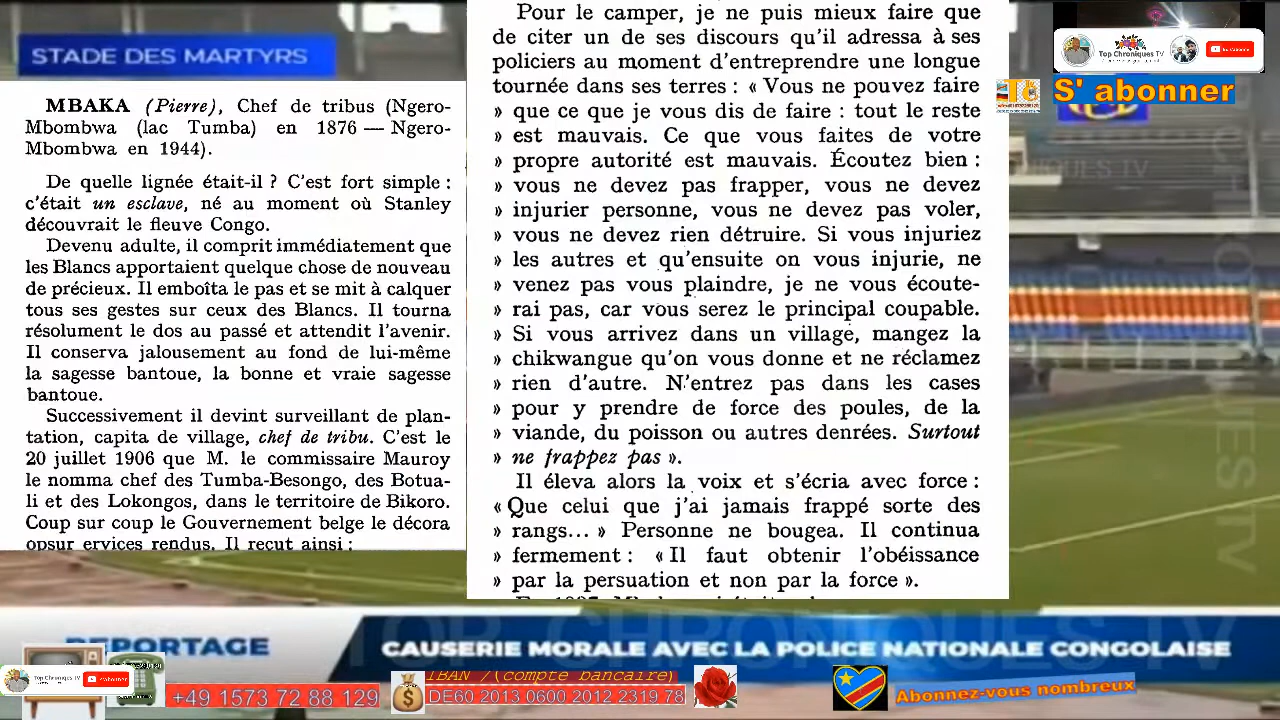 STADE DES MARTYRS
MBAKA (Pierre), Chef de tribus (Ngero-
Mbombwa (lac Tumba) en 1876 — Ngero-
Mbombwa en 1944).
De quelle lignée était-il ? C'est fort simple :
c'était un esclave, né au moment où Stanley
découvrait le fleuve Congo.
Devenu adulte, il comprit immédiatement que
les Blancs apportaient quelque chose de nouveau
de précieux. Il emboîta le pas et se mit à calquer
tous ses gestes sur ceux des Blancs. Il tourna
résolument le dos au passé et attendit l'avenir.
Il conserva jalousement au fond de lui-même
la sagesse bantoue, la bonne et vraie sagesse
bantoue.
Successivement il devint surveillant de plan-
tation, capita de village, chef de tribu. C'est le
20 juillet 1906 que M. le commissaire Mauroy
le nomma chef des Tumba-Besongo, des Botua-
li et des Lokongos, dans le territoire de Bikoro.
Coup sur coup le Gouvernement belge le décora
opsur ervices rendus. Il reçut ainsi :
Pour le camper, je ne puis mieux faire que
de citer un de ses discours qu'il adressa à ses
policiers au moment d'entreprendre une longue
tournée dans ses terres : « Vous ne pouvez faire
» que ce que je vous dis de faire : tout le reste
» est mauvais. Ce que vous faites de votre
» propre autorité est mauvais. Écoutez bien :
» vous ne devez pas frapper, vous ne devez
» injurier personne, vous ne devez pas voler,
» vous ne devez rien détruire. Si vous injuriez
» les autres et qu'ensuite on vous injurie, ne
» venez pas vous plaindre, je ne vous écoute-
» rai pas, car vous serez le principal coupable.
» Si vous arrivez dans un village, mangez la
» chikwangue qu'on vous donne et ne réclamez
» rien d'autre. N'entrez pas dans les cases
» pour y prendre de force des poules, de la
» viande, du poisson ou autres denrées. Surtout
» ne frappez pas ».
Il éleva alors la voix et s'écria avec force :
« Que celui que j'ai jamais frappé sorte des
» rangs... » Personne ne bougea. Il continua
» fermement : « Il faut obtenir l'obéissance
» par la persuation et non par la force ».
Top Chroniques TV
S' abonner
REPORTAGE
CAUSERIE MORALE AVEC LA POLICE NATIONALE CONGOLAISE
Top Chroniques TV
S'abonner
+49 1573 72 88 129
IBAN /(compte bancaire)
DE60 2013 0600 2012 2319 78
Abonnez-vous nombreux